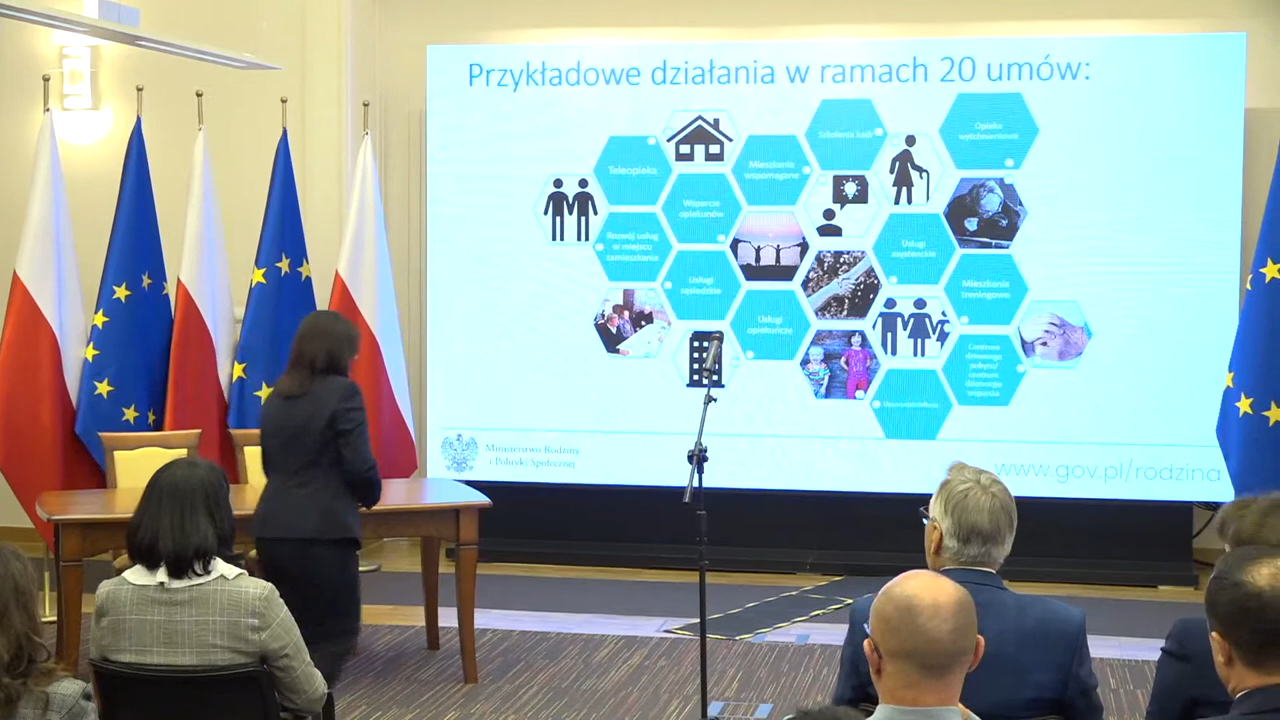 Przykładowe działania w ramach 20 umów:
Szkolenia kadr
Opieka
wytchnieniowa
Teleopieka
Mieszkania
wspomagane
Wsparcie
opiekunów
Rozwój usług
w miejscu
zamieszkania
Usługi
asystenckie
Usługi
sąsiedzkie
Mieszkania
treningowe
Usługi
opiekuńcze
Centrum
dziennego
pobytu/
centrum
dziennego
wsparcia
Ministerstwo Rodziny
i Polityki Społecznej
www.gov.pl/rodzina